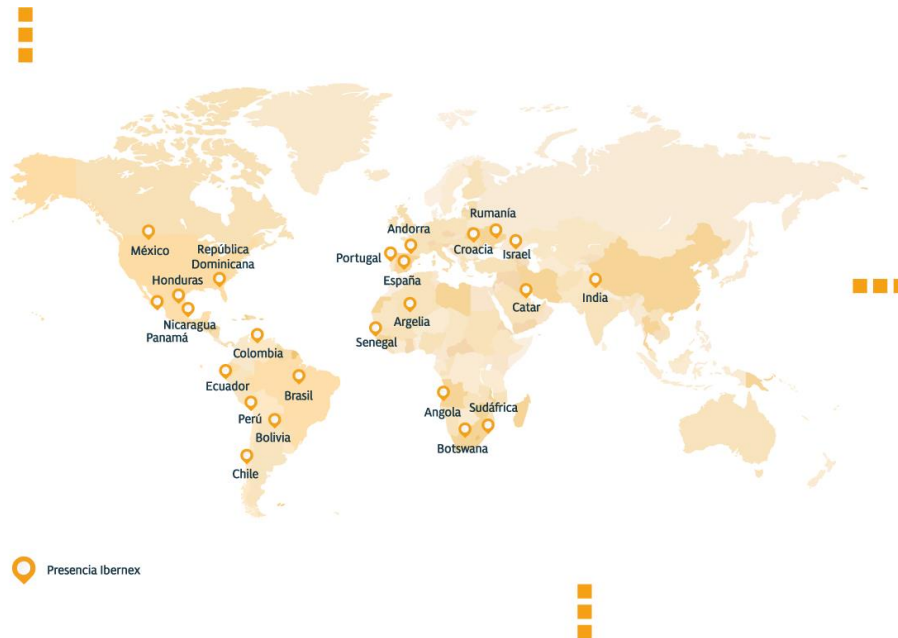 México
República
Dominicana
Honduras
Nicaragua
Panamá
Colombia
Ecuador
Brasil
Perú
Bolivia
Chile
Rumanía
Andorra
Croacia
Israel
Portugal
España
Catar
India
Argelia
Senegal
Angola
Sudáfrica
Botswana
Presencia Ibernex